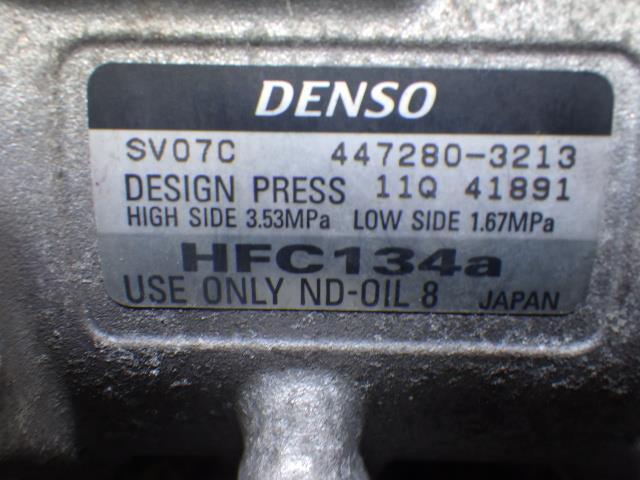 DENSO
SV07C 447280-3213
DESIGN PRESS 11Q 41891
HIGH SIDE 3.53MPa LOW SIDE 1.67MPa
HFC134a
USE ONLY ND-OIL 8 JAPAN